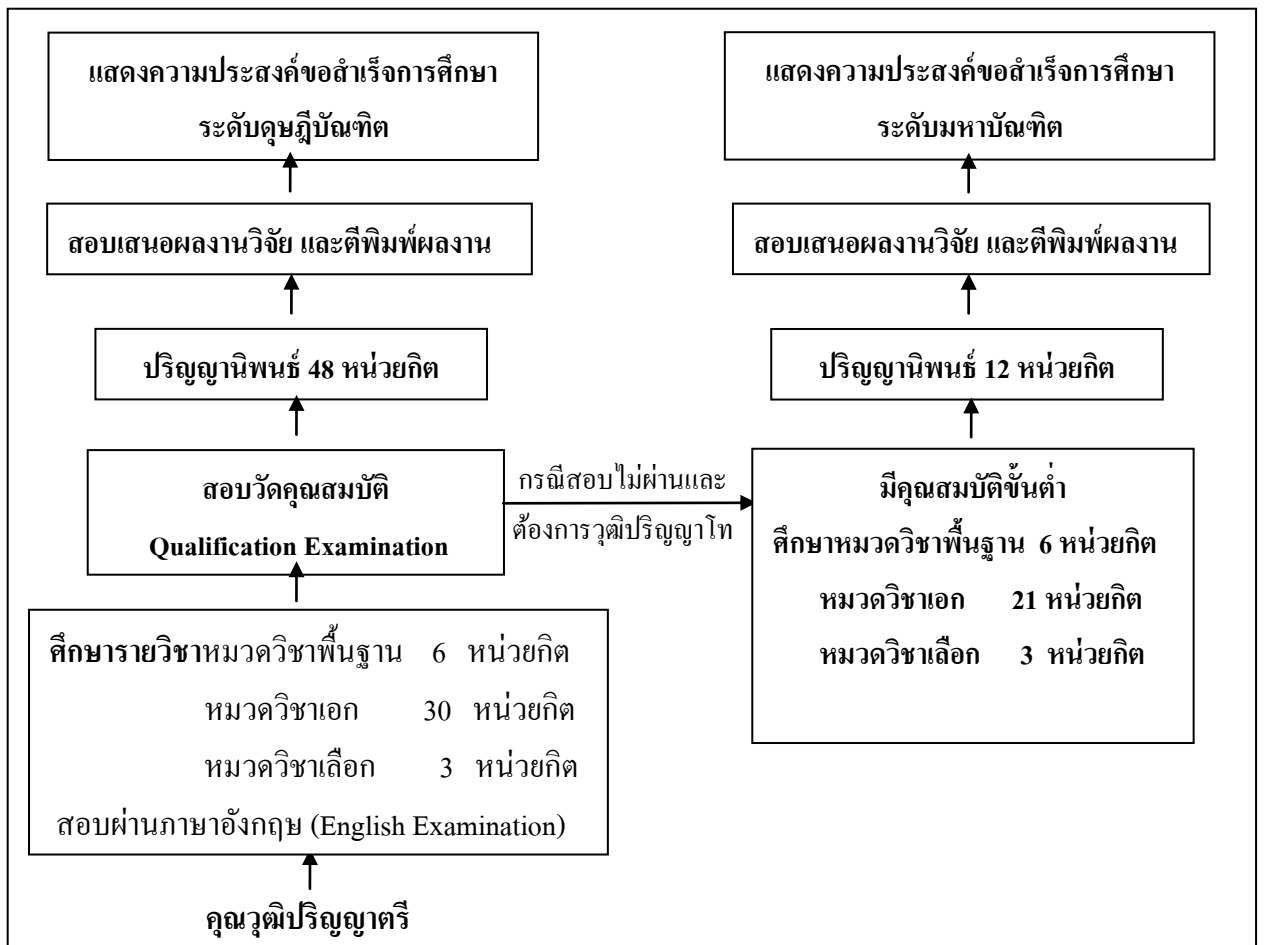 แสดงความประสงค์ขอสำเร็จการศึกษา
ระดับดุษฎีบัณฑิต
แสดงความประสงค์ขอสำเร็จการศึกษา
ระดับมหาบัณฑิต
สอบเสนอผลงานวิจัย และตีพิมพ์ผลงาน
สอบเสนอผลงานวิจัย และตีพิมพ์ผลงาน
ปริญญานิพนธ์ 48 หน่วยกิต
ปริญญานิพนธ์ 12 หน่วยกิต
สอบวัดคุณสมบัติ
Qualification Examination
กรณีสอบไม่ผ่านและ
ต้องการวุฒิปริญญาโท
มีคุณสมบัติขั้นต่ำ
ศึกษาหมวดวิชาพื้นฐาน 6 หน่วยกิต
หมวดวิชาเอก 21 หน่วยกิต
หมวดวิชาเลือก 3 หน่วยกิต
ศึกษารายวิชาหมวดวิชาพื้นฐาน 6 หน่วยกิต
หมวดวิชาเอก 30 หน่วยกิต
หมวดวิชาเลือก 3 หน่วยกิต
สอบผ่านภาษาอังกฤษ (English Examination)
คุณวุฒิปริญญาตรี